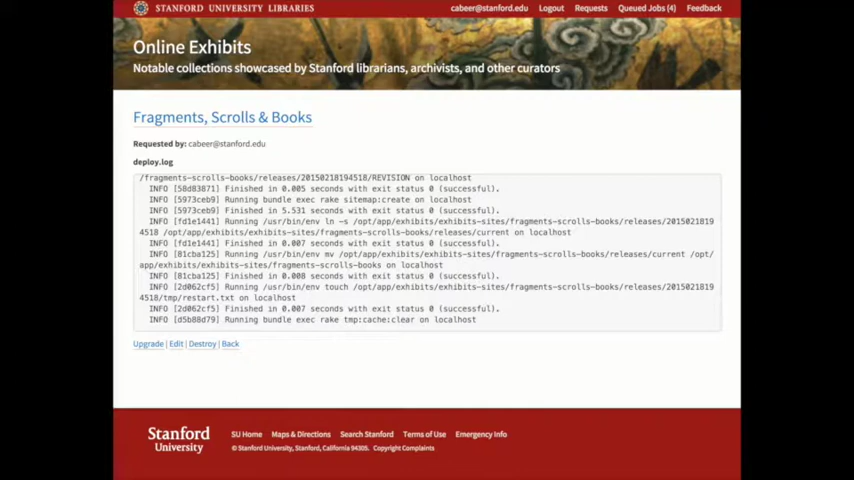 STANFORD UNIVERSITY LIBRARIES
cabeer@stanford.edu Logout Requests Queued Jobs (4) Feedback
Online Exhibits
Notable collections showcased by Stanford librarians, archivists, and other curators
Fragments, Scrolls & Books
Requested by: cabeer@stanford.edu
deploy.log
/fragments-scrolls-books/releases/20150218194518/REVISION on localhost
INFO [58d83871] Finished in 0.005 seconds with exit status 0 (successful).
INFO [5973ceb9] Running bundle exec rake sitemap:create on localhost
INFO [5973ceb9] Finished in 5.531 seconds with exit status 0 (successful).
INFO [fd1e1441] Running /usr/bin/env ln -s /opt/app/exhibits/exhibits-sites/fragments-scrolls-books/releases/2015021819
4518 /opt/app/exhibits/exhibits-sites/fragments-scrolls-books/releases/current on localhost
INFO [fd1e1441] Finished in 0.007 seconds with exit status 0 (successful).
INFO [81cba125] Running /usr/bin/env mv /opt/app/exhibits/exhibits-sites/fragments-scrolls-books/releases/current /opt/
app/exhibits/exhibits-sites/fragments-scrolls-books on localhost
INFO [81cba125] Finished in 0.008 seconds with exit status 0 (successful).
INFO [2d062cf5] Running /usr/bin/env touch /opt/app/exhibits/exhibits-sites/fragments-scrolls-books/releases/2015021819
4518/tmp/restart.txt on localhost
INFO [2d062cf5] Finished in 0.007 seconds with exit status 0 (successful).
INFO [d5b88d79] Running bundle exec rake tmp:cache:clear on localhost
Upgrade | Edit | Destroy | Back
Stanford
University
SU Home Maps & Directions Search Stanford Terms of Use Emergency Info
© Stanford University, Stanford, California 94305. Copyright Complaints